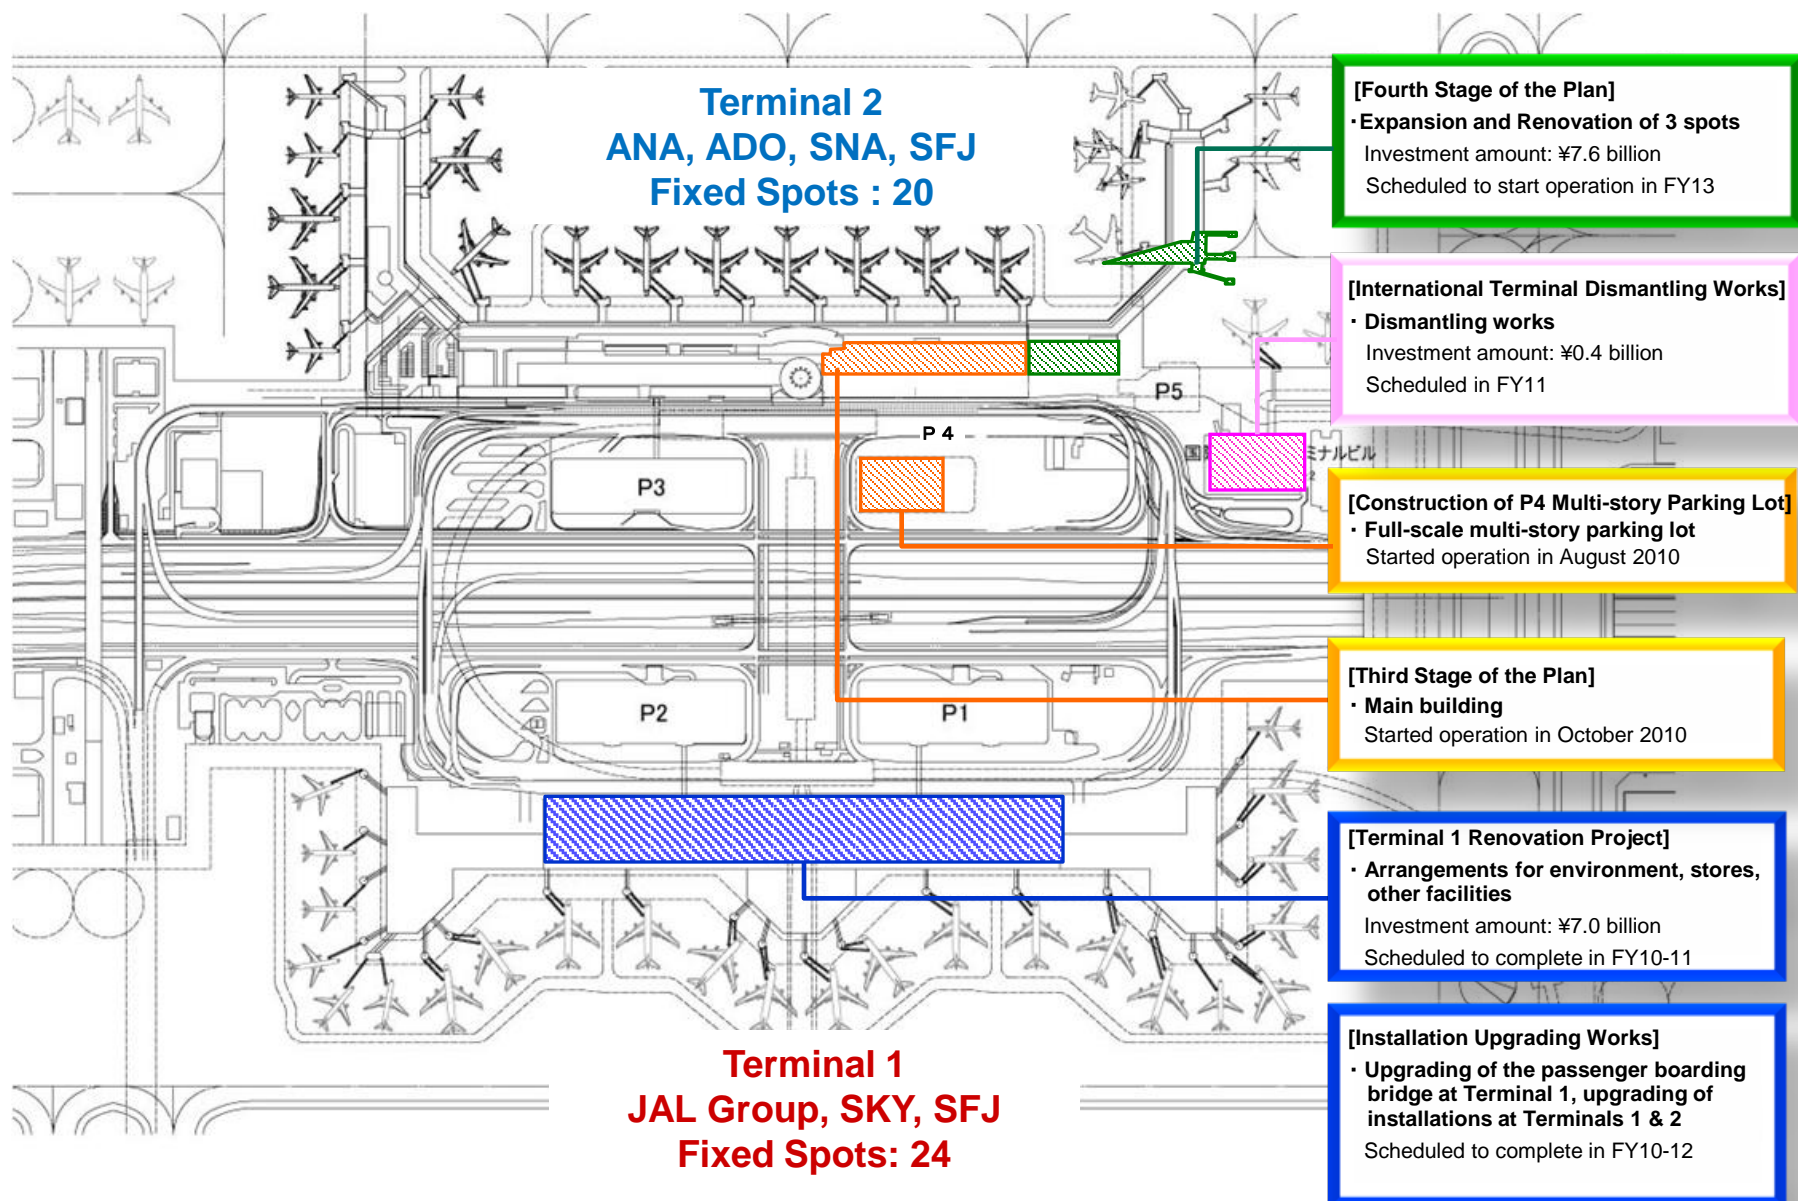 Terminal 2
ANA, ADO, SNA, SFJ
Fixed Spots : 20
[Fourth Stage of the Plan]
・Expansion and Renovation of 3 spots
Investment amount: ¥7.6 billion
Scheduled to start operation in FY13
[International Terminal Dismantling Works]
・ Dismantling works
Investment amount: ¥0.4 billion
Scheduled in FY11
P5
P 4
国
ミナルビル
P3
[Construction of P4 Multi-story Parking Lot]
・ Full-scale multi-story parking lot
Started operation in August 2010
[Third Stage of the Plan]
・ Main building
Started operation in October 2010
P2
P1
[Terminal 1 Renovation Project]
・ Arrangements for environment, stores,
other facilities
Investment amount: ¥7.0 billion
Scheduled to complete in FY10-11
[Installation Upgrading Works]
・ Upgrading of the passenger boarding
bridge at Terminal 1, upgrading of
installations at Terminals 1 & 2
Scheduled to complete in FY10-12
Terminal 1
JAL Group, SKY, SFJ
Fixed Spots: 24